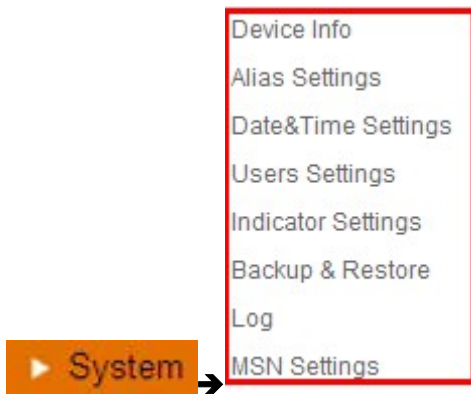 Device Info
Alias Settings
Date&Time Settings
Users Settings
Indicator Settings
Backup & Restore
Log
System
MSN Settings